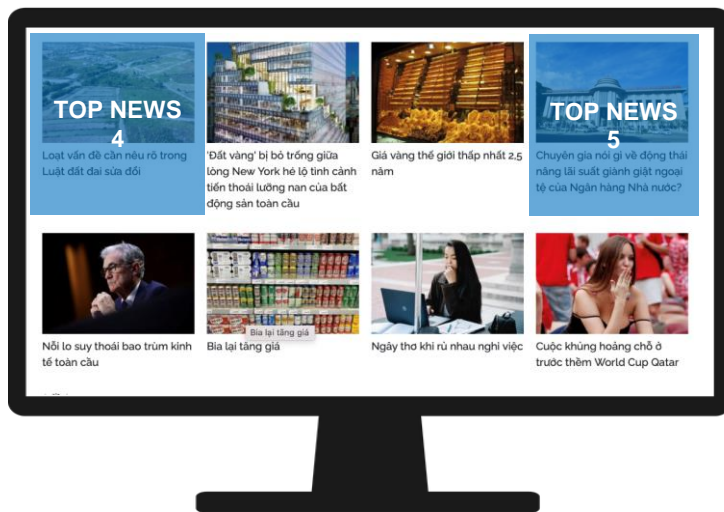 TOP NEWS
4
Loạt vấn đề cần nêu rõ trong
Luật đất đai sửa đổi
'Đất vàng' bị bỏ trống giữa
lòng New York hé lộ tình cảnh
tiến thoái lưỡng nan của bất
động sản toàn cầu
Giá vàng thế giới thấp nhất 2,5
năm
TOP NEWS
5
Chuyên gia nói gì về động thái
nâng lãi suất giành giật ngoại
tệ của Ngân hàng Nhà nước?
Nỗi lo suy thoái bao trùm kinh
tế toàn cầu
Bia lại tăng giá
Bia lại tăng giá
Ngây thơ khi rủ nhau nghỉ việc
Cuộc khủng hoảng chỗ ở
trước thềm World Cup Qatar